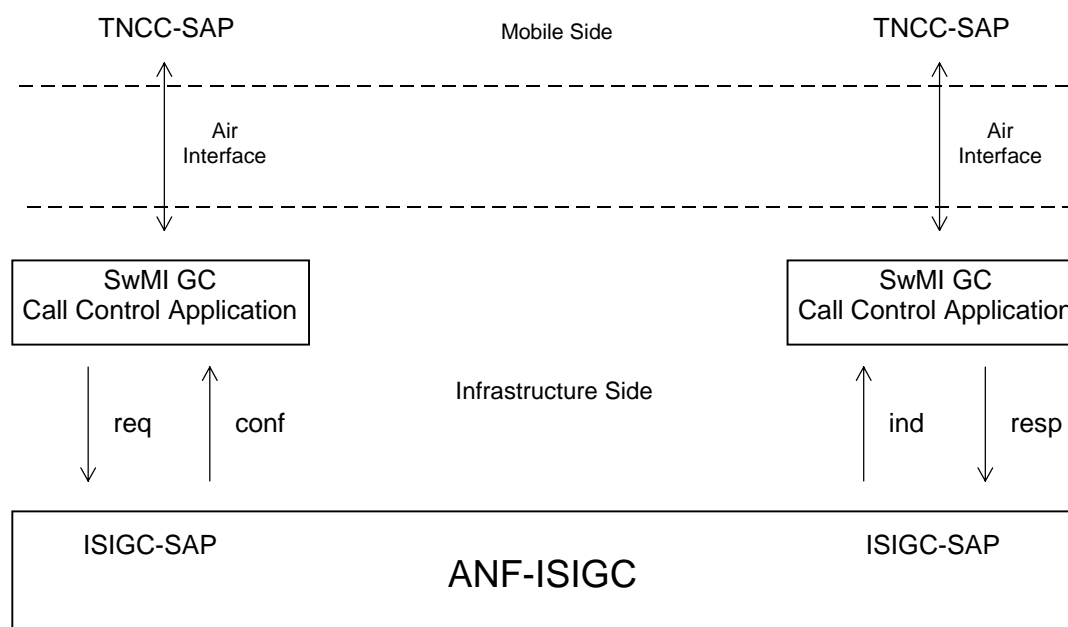 TNCC-SAP
Mobile Side
TNCC-SAP
Air
Interface
Air
Interface
SwMI GC
Call Control Application
SwMI GC
Call Control Application
Infrastructure Side
req
conf
ind
resp
ISIGC-SAP
ISIGC-SAP
ANF-ISIGC